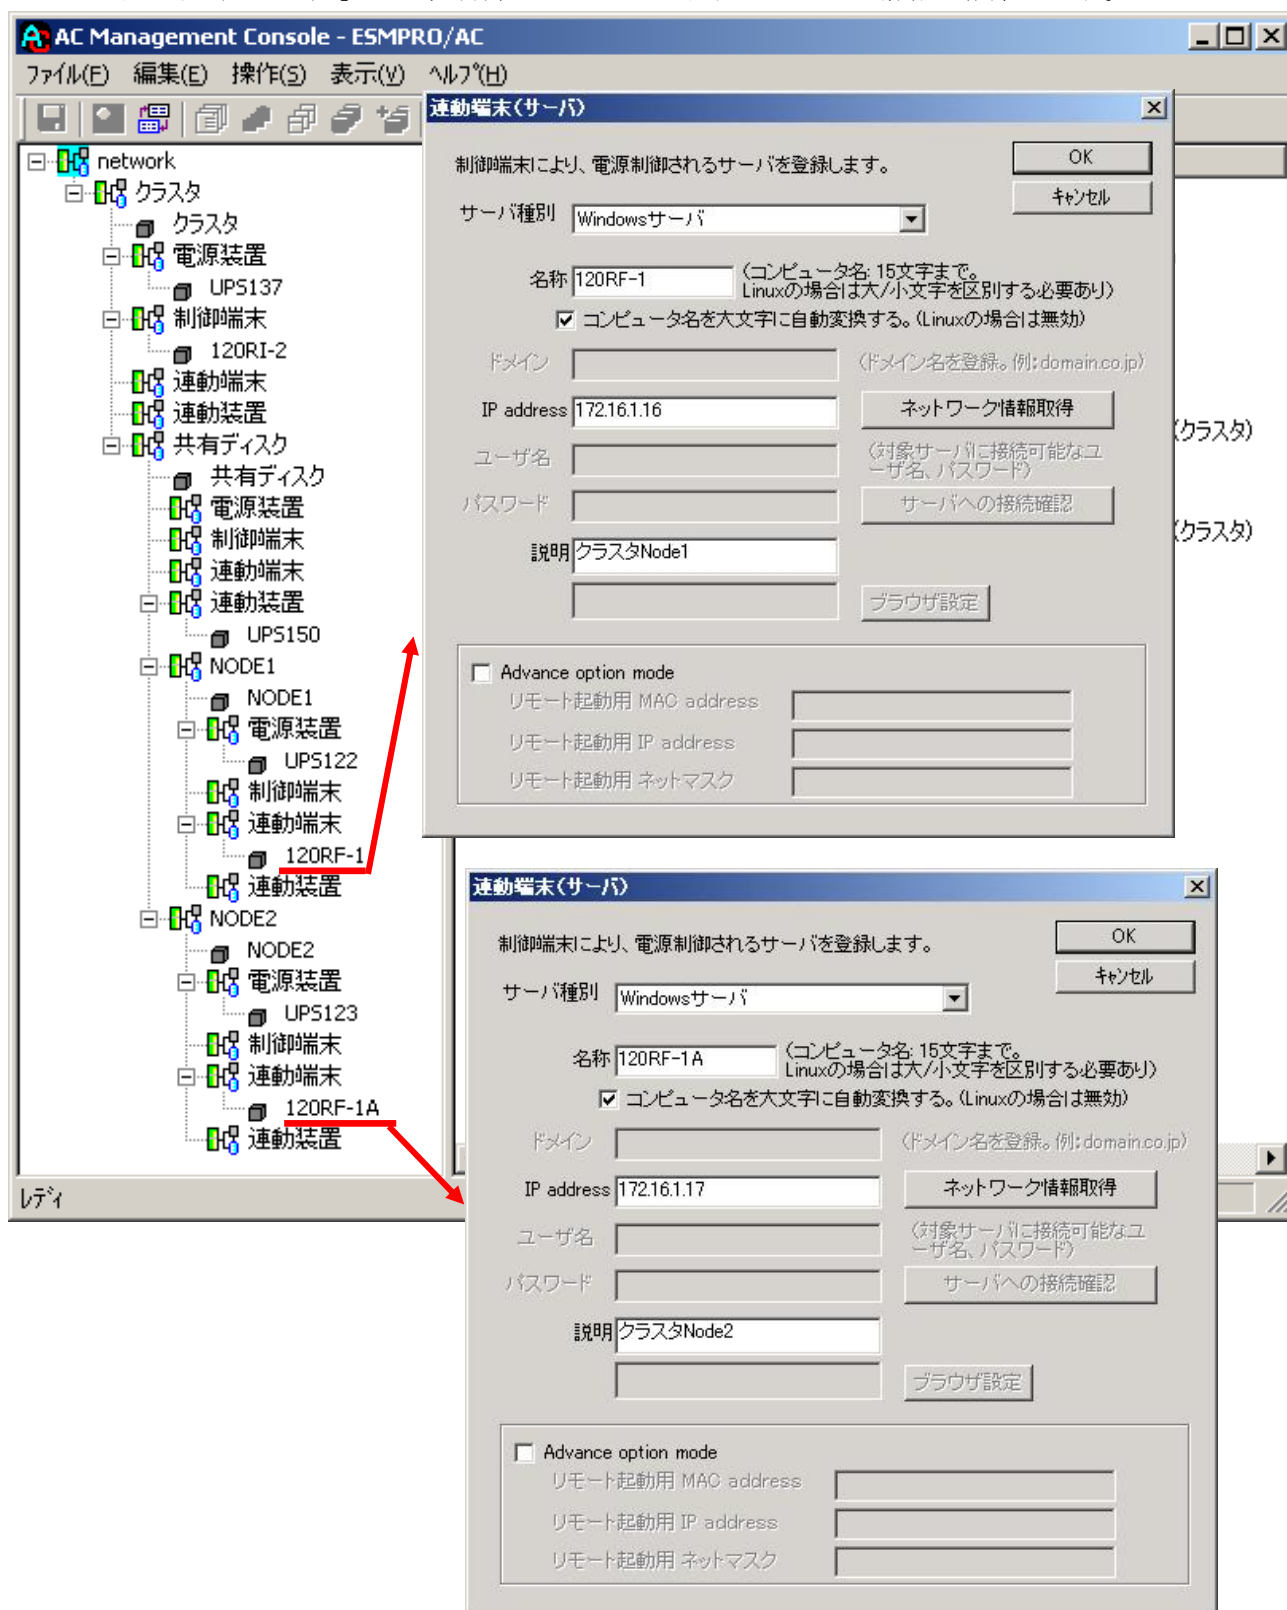 AC Management Console - ESMPRO/AC
ファイル(F) 編集(E) 操作(S) 表示(V) ヘルプ(H)
network
クラスタ
クラスタ
電源装置
UPS137
制御端末
120RI-2
連動端末
連動装置
共有ディスク
共有ディスク
電源装置
制御端末
連動端末
連動装置
UPS150
NODE1
NODE1
電源装置
UPS122
制御端末
連動端末
120RF-1
連動装置
NODE2
NODE2
電源装置
UPS123
制御端末
連動端末
120RF-1A
連動装置
レディ
(クラスタ)
(クラスタ)
連動端末(サーバ)
制御端末により、電源制御されるサーバを登録します。
OK
キャンセル
サーバ種別 Windowsサーバ
名称 120RF-1 (コンピュータ名: 15文字まで。
Linuxの場合は大/小文字を区別する必要あり)
コンピュータ名を大文字に自動変換する。(Linuxの場合は無効)
ドメイン (ドメイン名を登録。例:domain.co.jp)
IP address 172.16.1.16 ネットワーク情報取得
ユーザ名 (対象サーバに接続可能なユ
ーザ名、パスワード)
パスワード サーバへの接続確認
説明 クラスタNode1
ブラウザ設定
Advance option mode
リモート起動用 MAC address
リモート起動用 IP address
リモート起動用 ネットマスク
連動端末(サーバ)
制御端末により、電源制御されるサーバを登録します。
OK
キャンセル
サーバ種別 Windowsサーバ
名称 120RF-1A (コンピュータ名: 15文字まで。
Linuxの場合は大/小文字を区別する必要あり)
コンピュータ名を大文字に自動変換する。(Linuxの場合は無効)
ドメイン (ドメイン名を登録。例:domain.co.jp)
IP address 172.16.1.17 ネットワーク情報取得
ユーザ名 (対象サーバに接続可能なユ
ーザ名、パスワード)
パスワード サーバへの接続確認
説明 クラスタNode2
ブラウザ設定
Advance option mode
リモート起動用 MAC address
リモート起動用 IP address
リモート起動用 ネットマスク